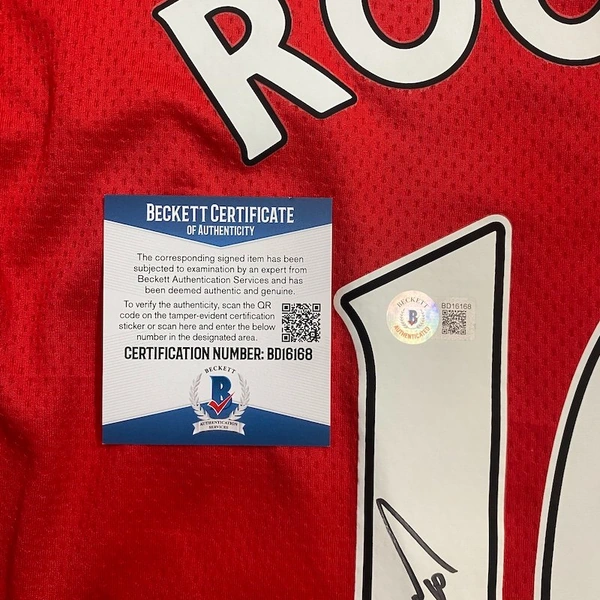 ROO
BECKETT CERTIFICATE
OF AUTHENTICITY
The corresponding signed item has been
subjected to examination by an expert from
Beckett Authentication Services and has
been deemed authentic and genuine.
To verify the authenticity, scan the QR
code on the tamper-evident certification
sticker or scan here and enter the below
number in the designated area.
CERTIFICATION NUMBER: BD16168
BECKETT
B
AUTHENTICATION
SERVICES
BECKETT
B
AUTHENTICATION
BD16168
1